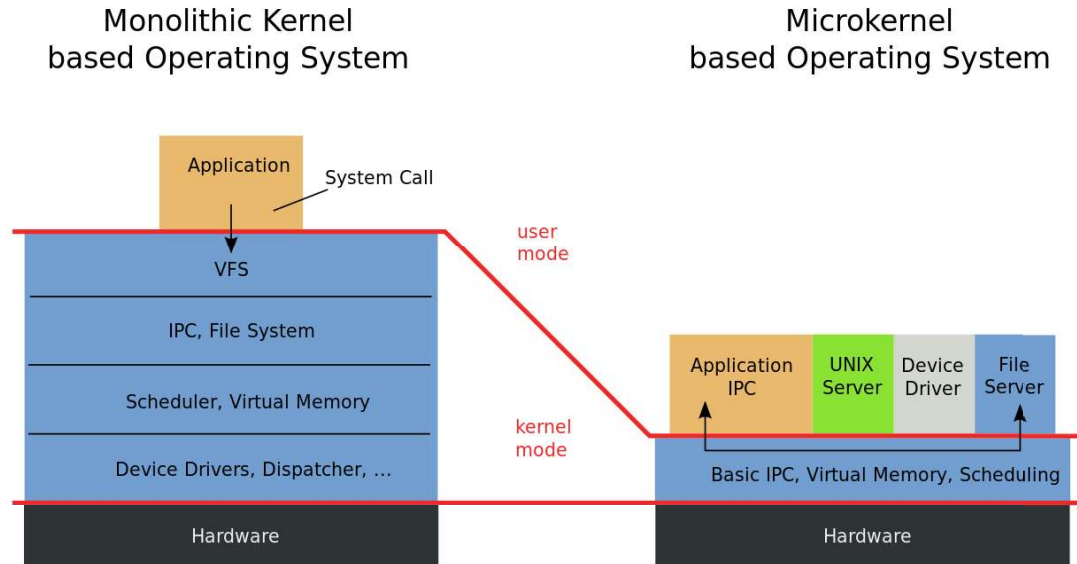 Monolithic Kernel
based Operating System
Microkernel
based Operating System
Application
System Call
VFS
IPC, File System
Scheduler, Virtual Memory
Device Drivers, Dispatcher, ...
Hardware
user
mode
kernel
mode
Application
IPC
UNIX
Server
Device
Driver
File
Server
Basic IPC, Virtual Memory, Scheduling
Hardware